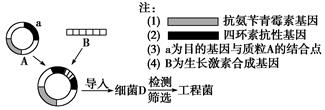 注:
(1) 抗氨苄青霉素基因
(2) 四环素抗性基因
(3) a为目的基因与质粒A的结合点
(4) B为生长激素合成基因
a
A
B
导入 细菌D 检测 筛选 工程菌